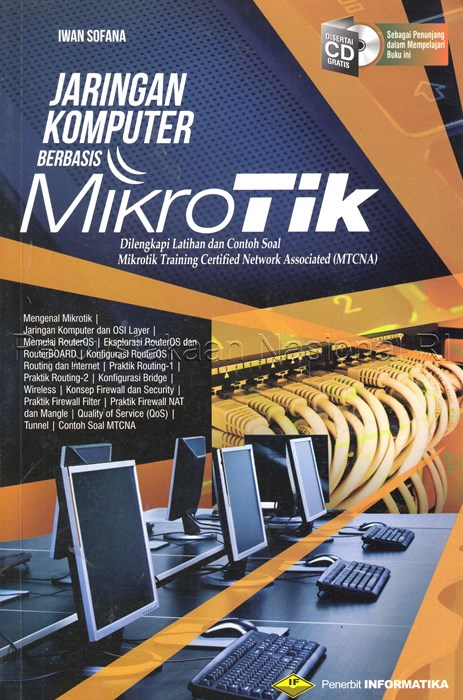 IWAN SOFANA
DISERTAI
CD
GRATIS
Sebagai Penunjang
dalam Mempelajari
Buku ini
JARINGAN
KOMPUTER
BERBASIS
MikroTik
Dilengkapi Latihan dan Contoh Soal
Mikrotik Training Certified Network Associated (MTCNA)
Mengenal Mikrotik |
Jaringan Komputer dan OSI Layer |
Memulai RouterOS | Eksplorasi RouterOS dan
RouterBOARD | Konfigurasi RouterOS |
Routing dan Internet | Praktik Routing-1 |
Praktik Routing-2 | Konfigurasi Bridge |
Wireless | Konsep Firewall dan Security |
Praktik Firewall Filter | Praktik Firewall NAT
dan Mangle | Quality of Service (QoS) |
Tunnel | Contoh Soal MTCNA
2
IF
Penerbit INFORMATIKA